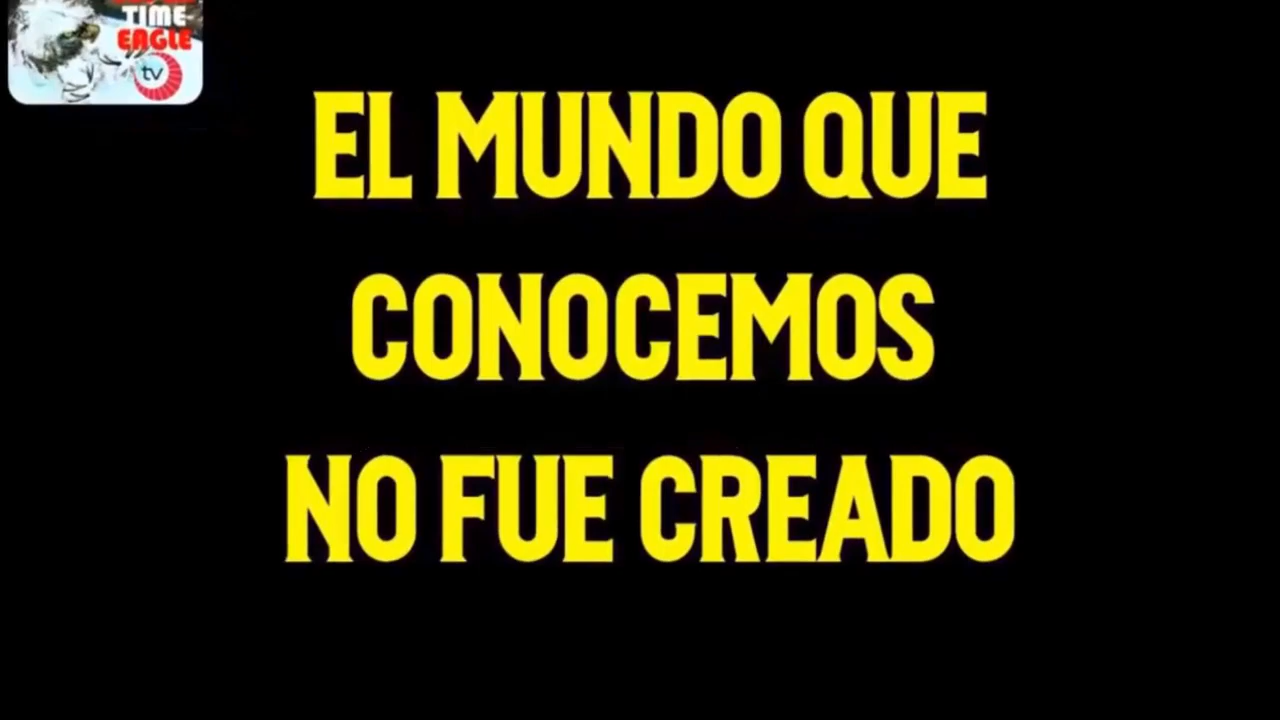 TIME
EAGLE
tv
EL MUNDO QUE
CONOCEMOS
NO FUE CREADO